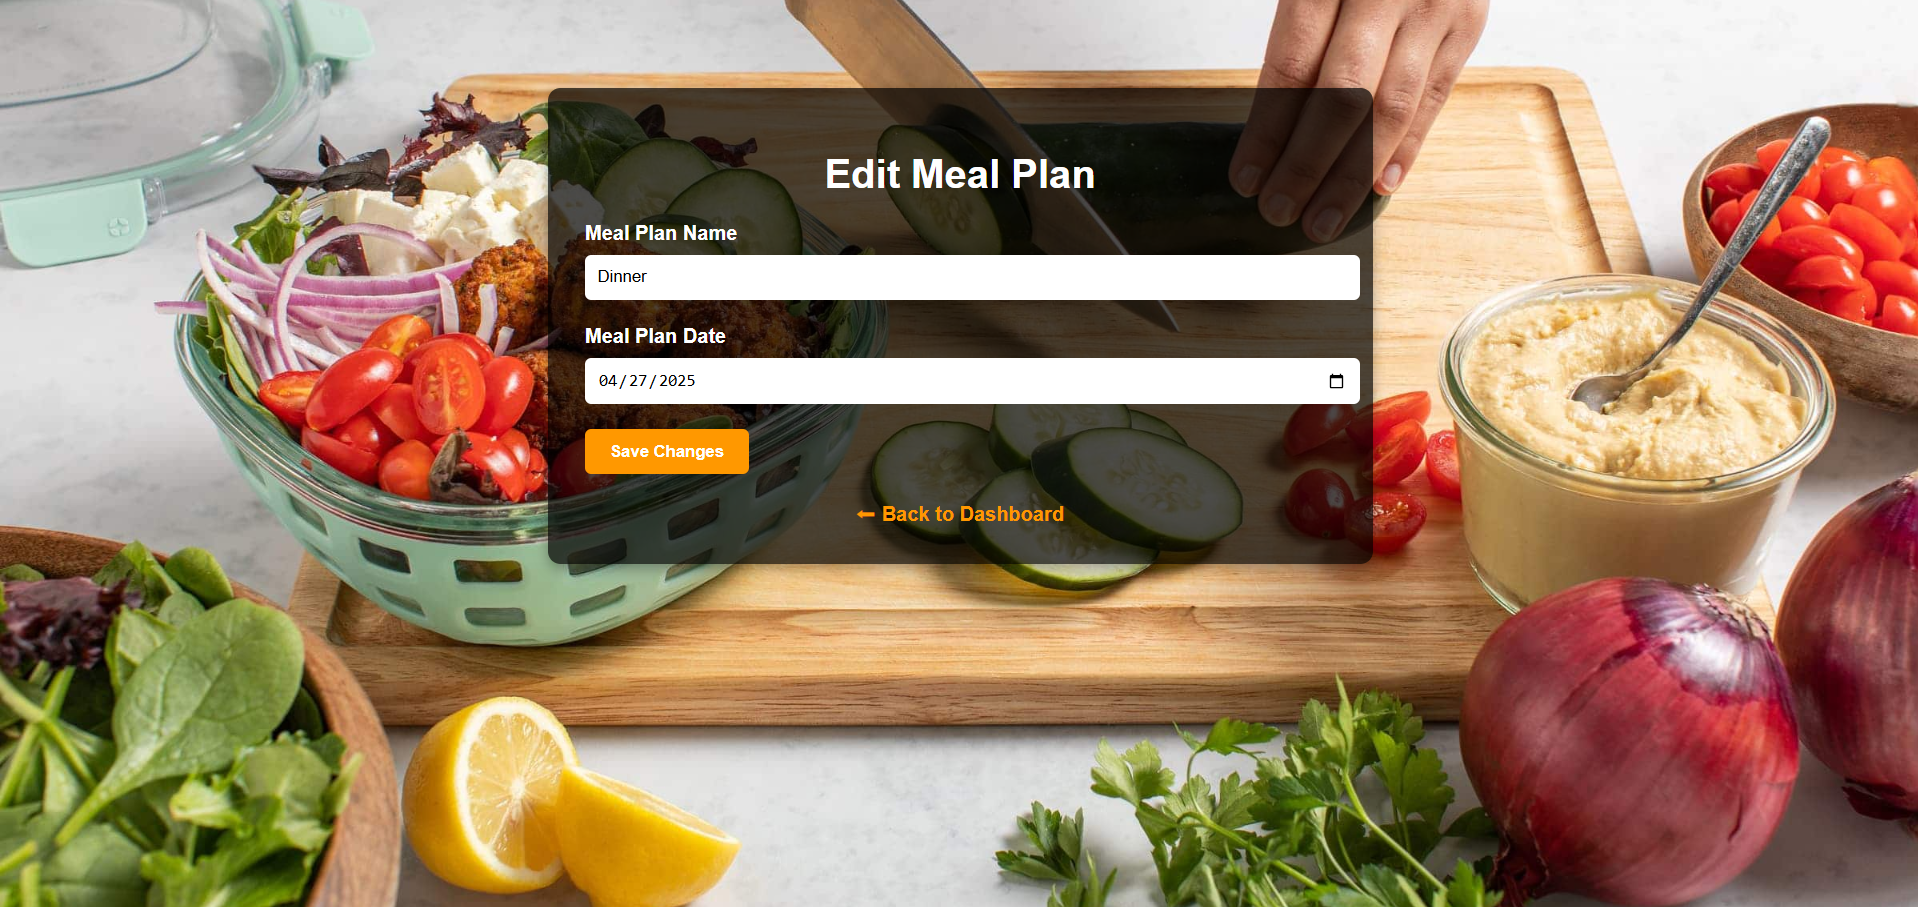 Edit Meal Plan
Meal Plan Name
Dinner
Meal Plan Date
04/27/2025
Save Changes
⬅ Back to Dashboard